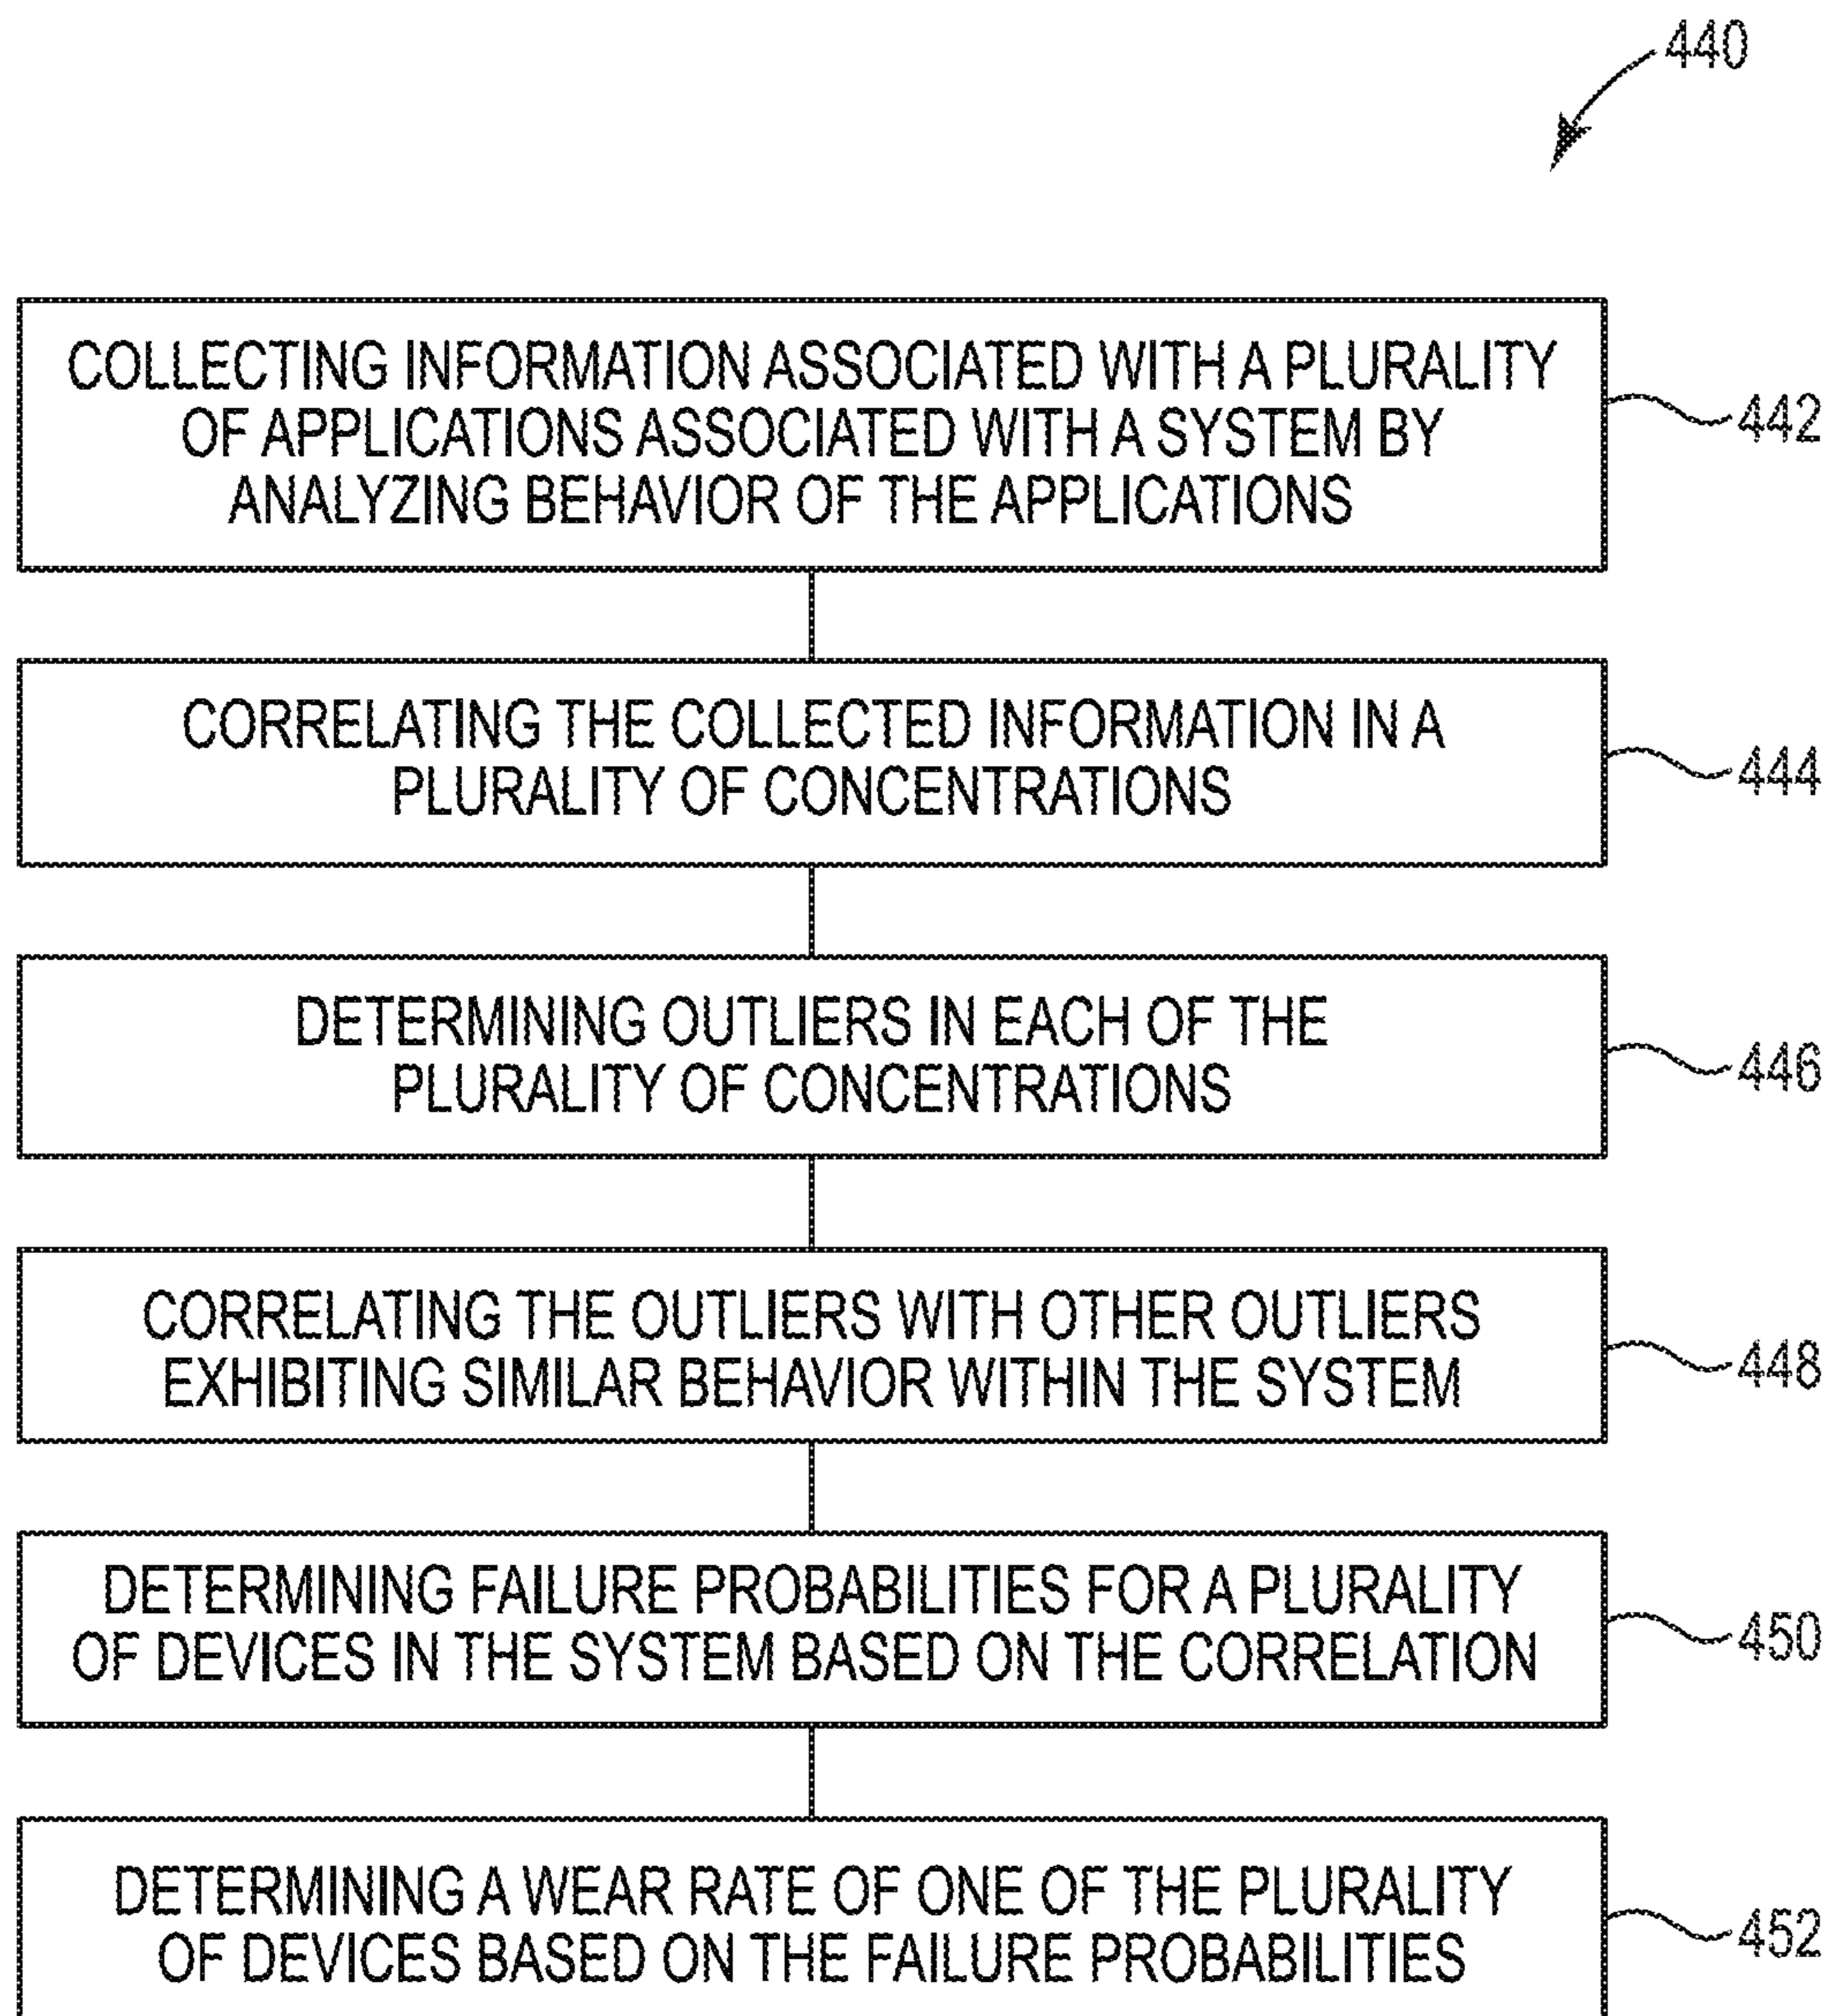 440
COLLECTING INFORMATION ASSOCIATED WITH A PLURALITY
OF APPLICATIONS ASSOCIATED WITH A SYSTEM BY
ANALYZING BEHAVIOR OF THE APPLICATIONS
442
CORRELATING THE COLLECTED INFORMATION IN A
PLURALITY OF CONCENTRATIONS
444
DETERMINING OUTLIERS IN EACH OF THE
PLURALITY OF CONCENTRATIONS
446
CORRELATING THE OUTLIERS WITH OTHER OUTLIERS
EXHIBITING SIMILAR BEHAVIOR WITHIN THE SYSTEM
448
DETERMINING FAILURE PROBABILITIES FOR A PLURALITY
OF DEVICES IN THE SYSTEM BASED ON THE CORRELATION
450
DETERMINING A WEAR RATE OF ONE OF THE PLURALITY
OF DEVICES BASED ON THE FAILURE PROBABILITIES
452